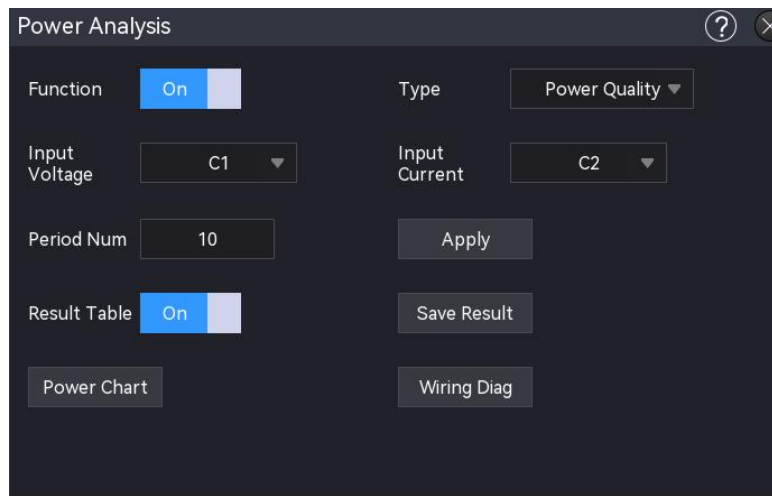 Power Analysis
?
Function
On
Type
Power Quality
Input
Voltage
C1
Input
Current
C2
Period Num
10
Apply
Result Table
On
Save Result
Power Chart
Wiring Diag